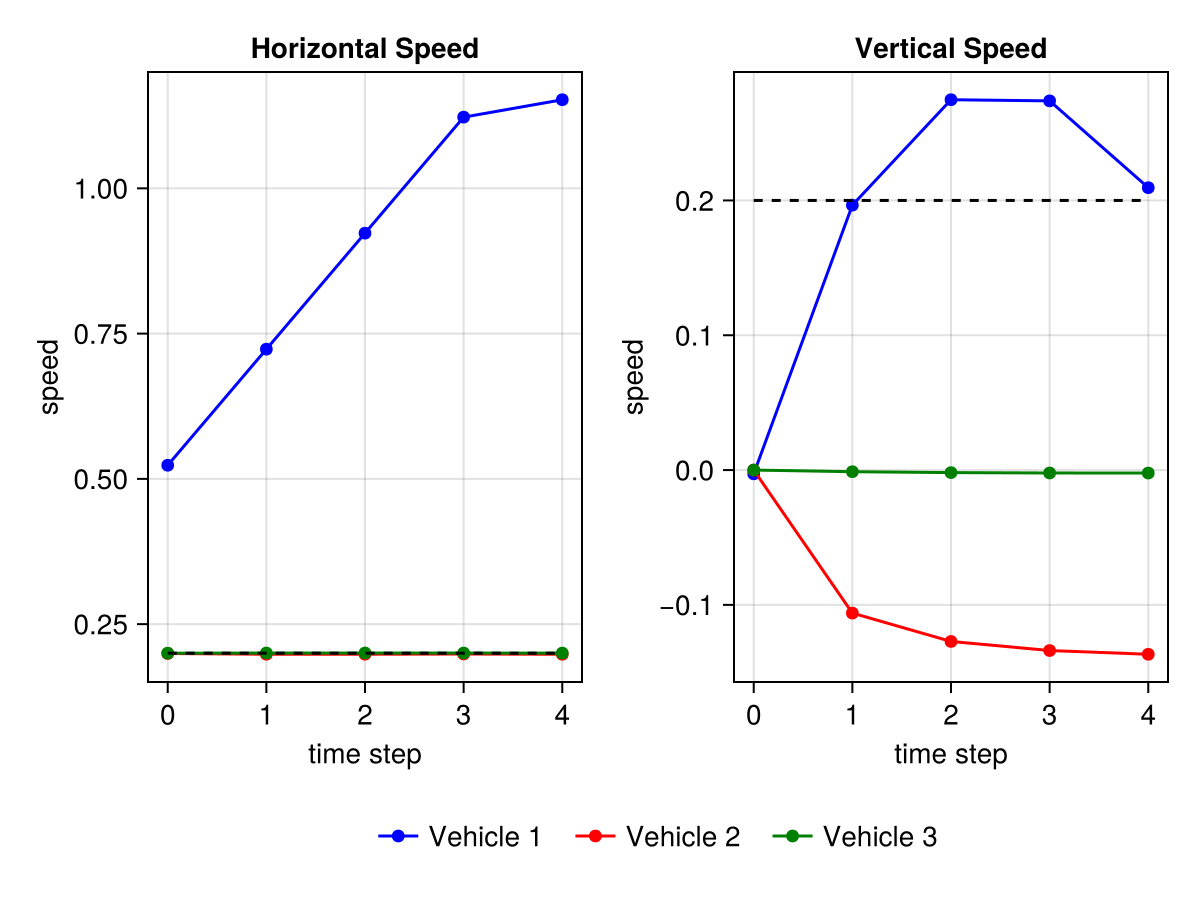 Horizontal Speed
speed
1.00
0.75
0.50
0.25
0 1 2 3 4
time step
Vertical Speed
speed
0.2
0.1
0.0
−0.1
0 1 2 3 4
time step
Vehicle 1 Vehicle 2 Vehicle 3